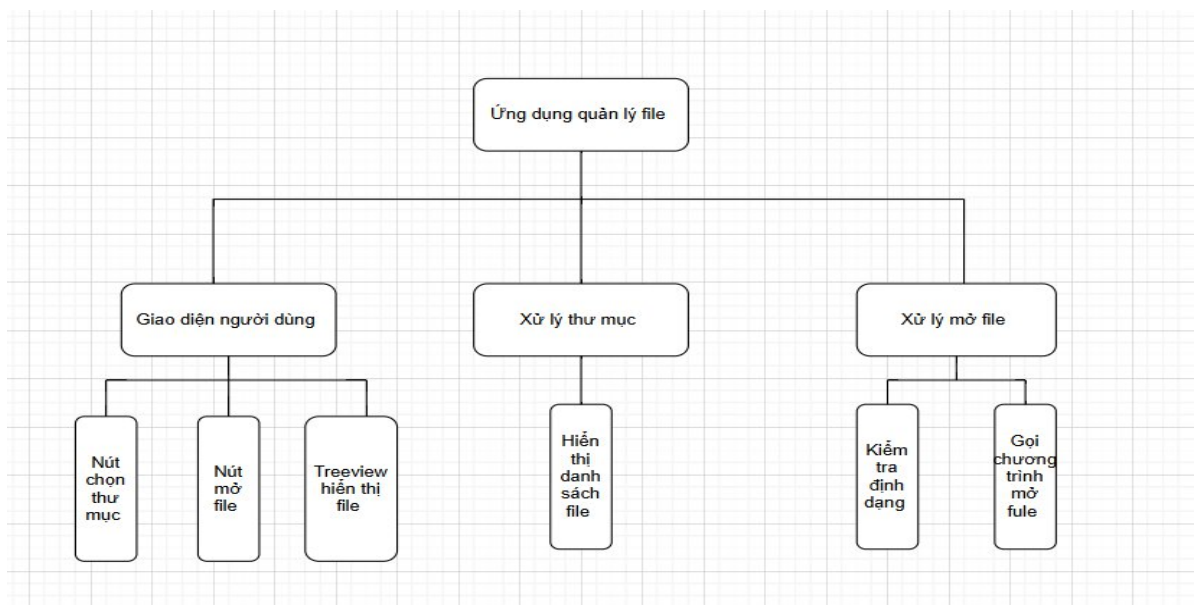 Ứng dụng quản lý file
Giao diện người dùng
Xử lý thư mục
Xử lý mở file
Nút
chọn
thư
mục
Nút
mở
file
Treeview
hiển thị
file
Hiển
thị
danh
sách
file
Kiểm
tra
định
dạng
Gọi
chương
trình
mở
fule